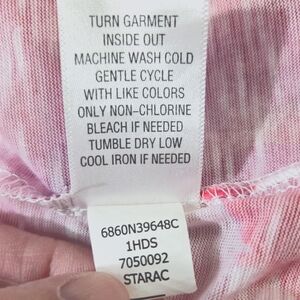 TURN GARMENT
INSIDE OUT
MACHINE WASH COLD
GENTLE CYCLE
WITH LIKE COLORS
ONLY NON-CHLORINE
BLEACH IF NEEDED
TUMBLE DRY LOW
COOL IRON IF NEEDED
6860N39648C
1HDS
7050092
STARAC